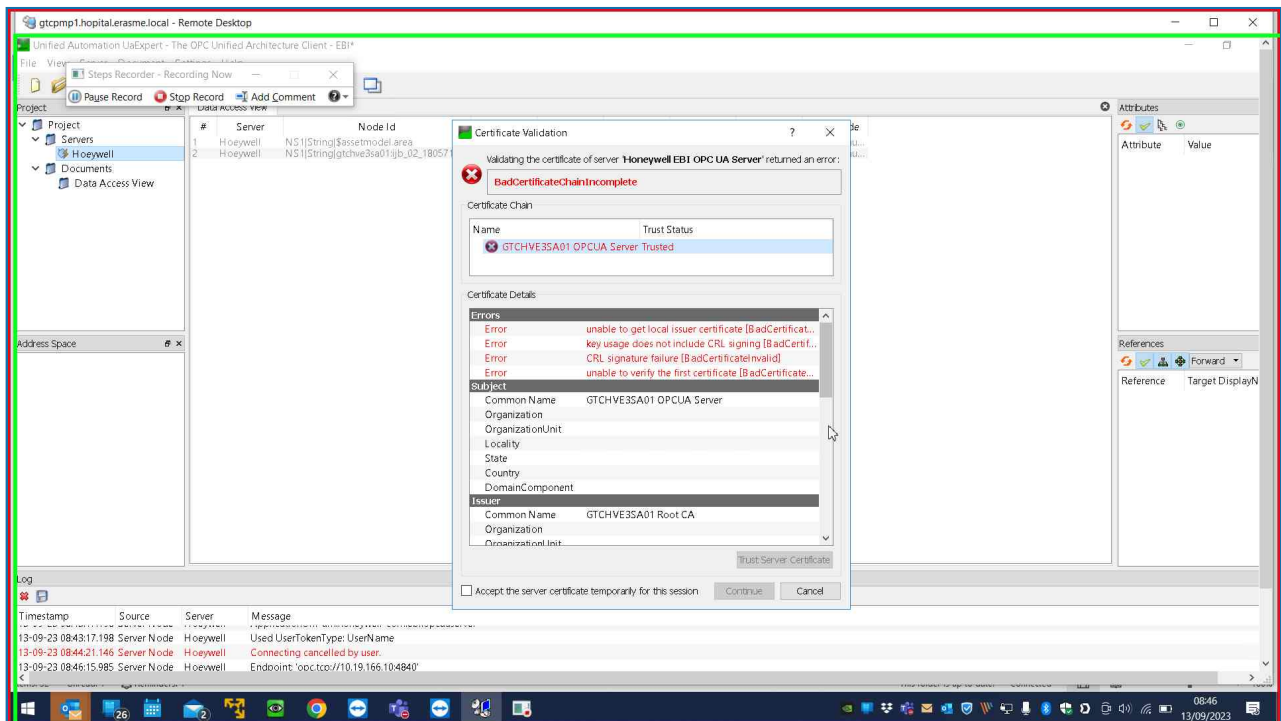 gtcpmp1.hopital.erasme.local - Remote Desktop
Unified Automation UaExpert - The OPC Unified Architecture Client - EBI*
File View Server Document Settings Help
Steps Recorder - Recording Now
Pause Record Stop Record Add Comment
Project
Data Access View
Attributes
Project
Servers
Hoeywell
Documents
Data Access View
# Server Node Id
1 Hoeywell NS1|String|$assetmodel.area
2 Hoeywell NS1|String|gtchve3sa01:ijb_02_180571
Attribute Value
Certificate Validation
Validating the certificate of server 'Honeywell EBI OPC UA Server' returned an error:
BadCertificateChainIncomplete
Certificate Chain
Name Trust Status
GTCHVE3SA01 OPCUA Server Trusted
Certificate Details
Errors
Error unable to get local issuer certificate [BadCertificat...
Error key usage does not include CRL signing [BadCertif...
Error CRL signature failure [BadCertificateInvalid]
Error unable to verify the first certificate [BadCertificate...
Subject
Common Name GTCHVE3SA01 OPCUA Server
Organization
OrganizationUnit
Locality
State
Country
DomainComponent
Issuer
Common Name GTCHVE3SA01 Root CA
Organization
OrganizationUnit
Trust Server Certificate
Accept the server certificate temporarily for this session Continue Cancel
Address Space
References
Forward
Reference Target DisplayN
Log
Timestamp Source Server Message
13-09-23 08:43:17.198 Server Node Hoeywell Used UserTokenType: UserName
13-09-23 08:44:21.146 Server Node Hoeywell Connecting cancelled by user.
13-09-23 08:46:15.985 Server Node Hoeywell Endpoint: 'opc.tcp://10.19.166.10:4840'
26
2
08:46
13/09/2023